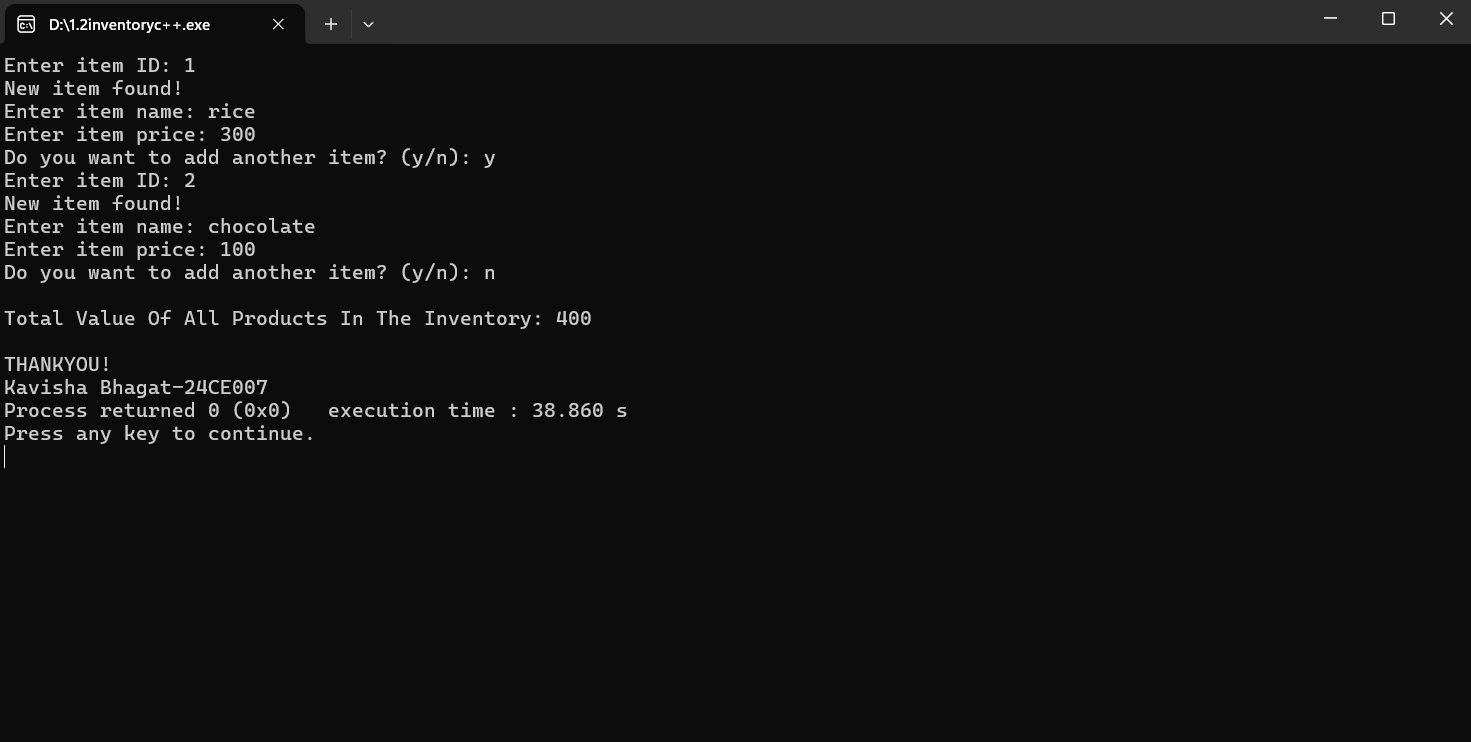 D:\1.2inventoryc++.exe
Enter item ID: 1
New item found!
Enter item name: rice
Enter item price: 300
Do you want to add another item? (y/n): y
Enter item ID: 2
New item found!
Enter item name: chocolate
Enter item price: 100
Do you want to add another item? (y/n): n
Total Value Of All Products In The Inventory: 400
THANKYOU!
Kavisha Bhagat-24CE007
Process returned 0 (0x0)   execution time : 38.860 s
Press any key to continue.